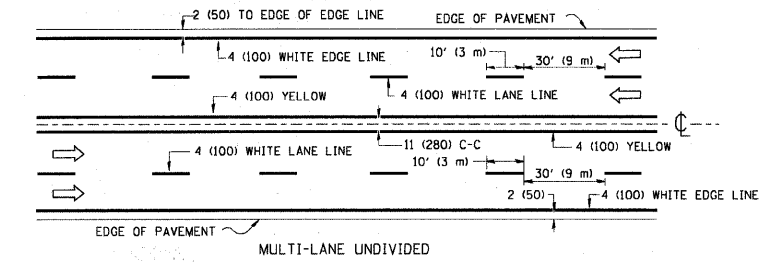 2 (50) TO EDGE OF EDGE LINE
EDGE OF PAVEMENT
4 (100) WHITE EDGE LINE
10' (3 m)
30' (9 m)
4 (100) YELLOW
4 (100) WHITE LANE LINE
℄
11 (280) C-C
4 (100) WHITE LANE LINE
4 (100) YELLOW
10' (3 m)
30' (9 m)
2 (50)
4 (100) WHITE EDGE LINE
EDGE OF PAVEMENT
MULTI-LANE UNDIVIDED